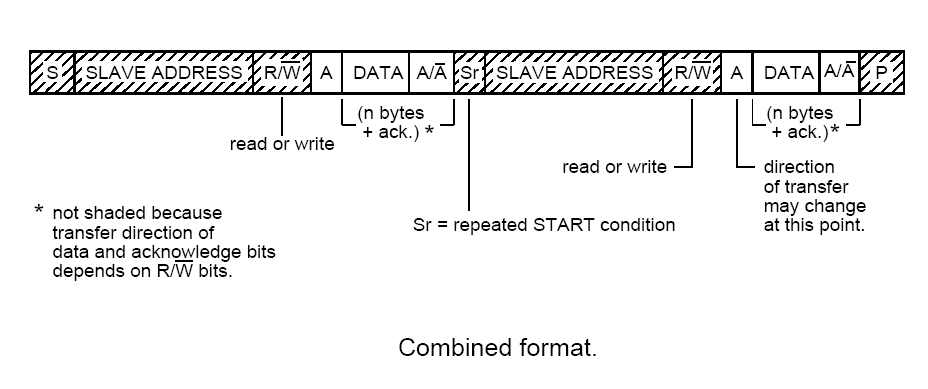 S SLAVE ADDRESS R/W̅ A DATA A/A̅ Sr SLAVE ADDRESS R/W̅ A DATA A/A̅ P
(n bytes
+ ack.) *
(n bytes
+ ack.)*
read or write
read or write
direction
of transfer
may change
at this point.
* not shaded because
transfer direction of
data and acknowledge bits
depends on R/W̅ bits.
Sr = repeated START condition
Combined format.